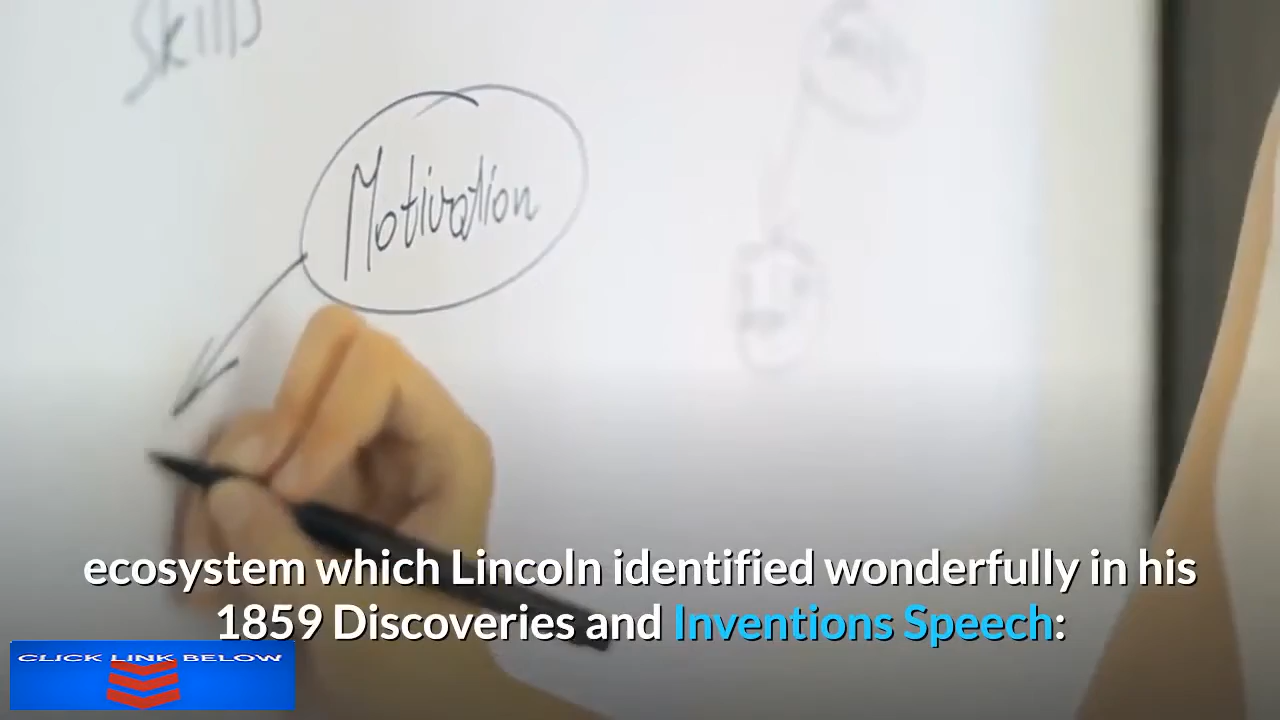 Skills
Motivation
ecosystem which Lincoln identified wonderfully in his
1859 Discoveries and Inventions Speech:
CLICK LINK BELOW